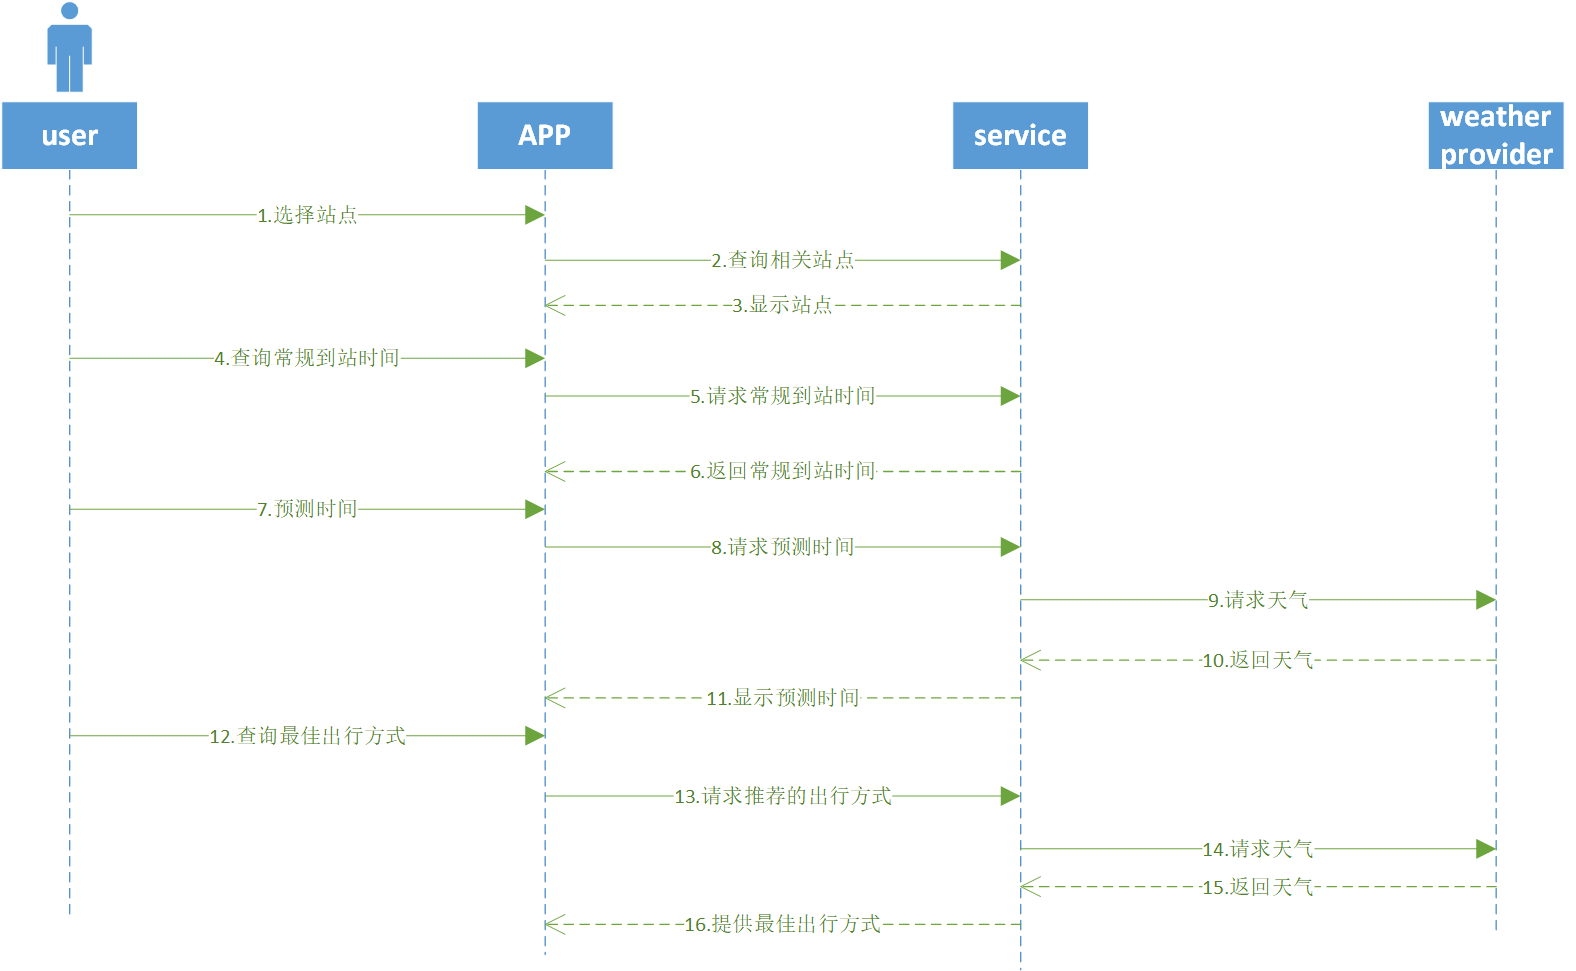 user
APP
service
weather
provider
1.选择站点
2.查询相关站点
3.显示站点
4.查询常规到站时间
5.请求常规到站时间
6.返回常规到站时间
7.预测时间
8.请求预测时间
9.请求天气
10.返回天气
11.显示预测时间
12.查询最佳出行方式
13.请求推荐的出行方式
14.请求天气
15.返回天气
16.提供最佳出行方式